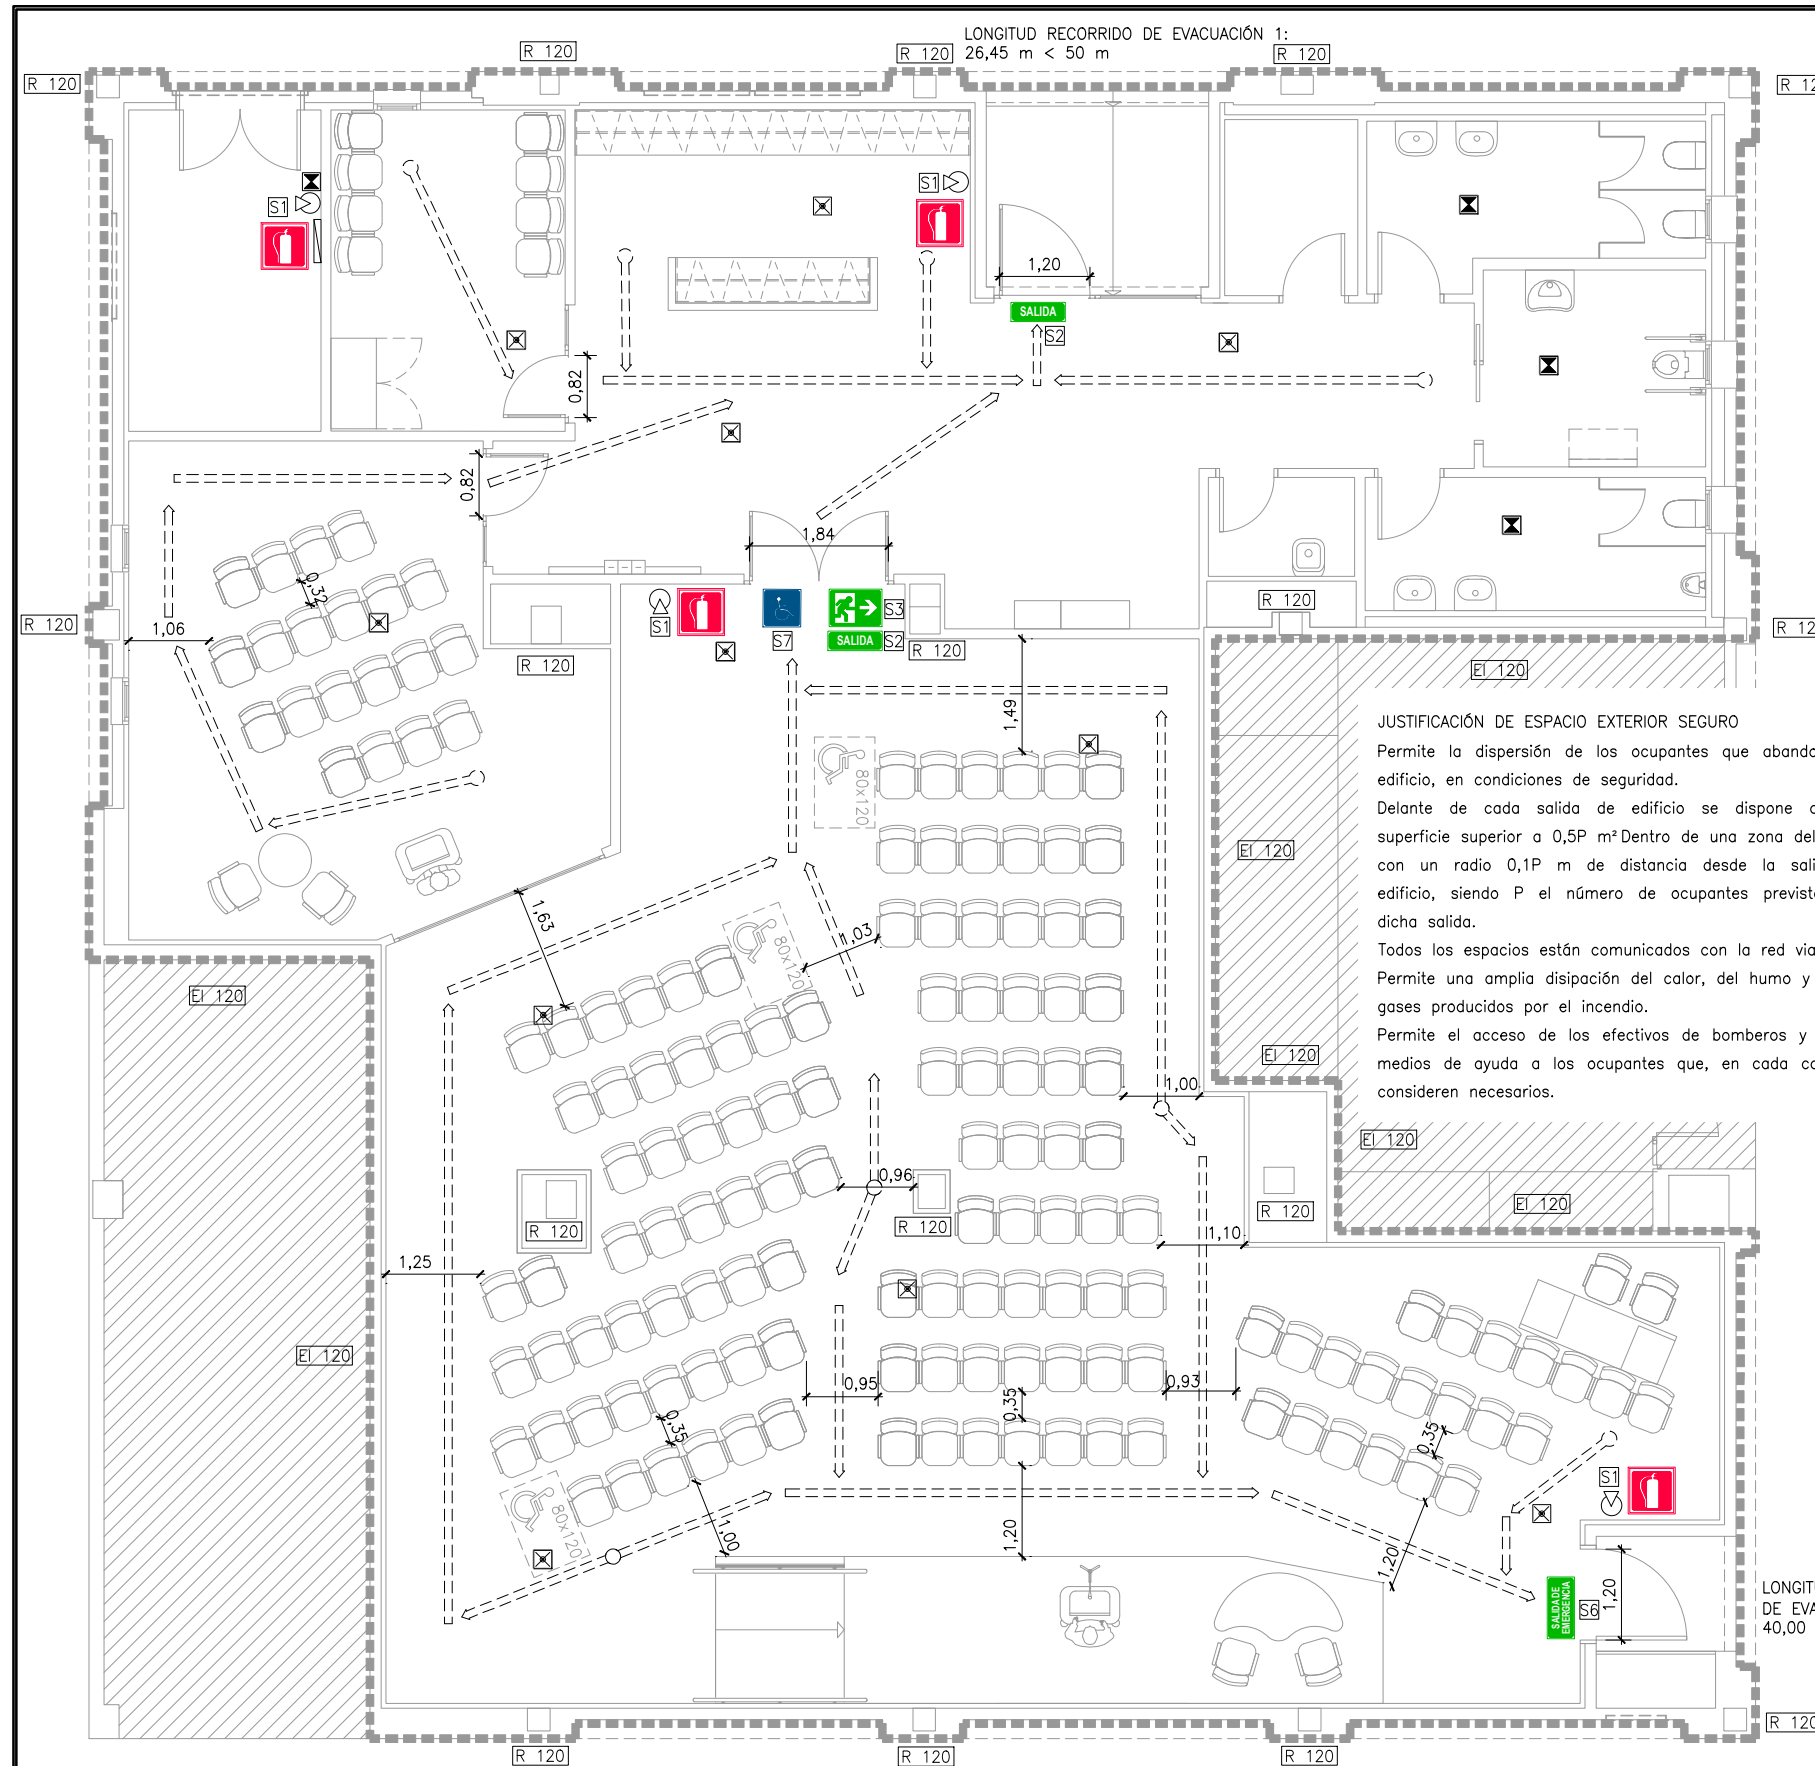 LONGITUD RECORRIDO DE EVACUACIÓN 1:
26,45 m < 50 m
R 120
R 120
R 120
R 120
R 12
S1
S1
1,20
SALIDA
S2
0,82
0,82
1,84
0,32
1,06
R 120
S1
S7
S3
SALIDA
S2
R 120
R 120
R 120
R 12
EI 120
1,49
80x120
EI 120
JUSTIFICACIÓN DE ESPACIO EXTERIOR SEGURO
Permite la dispersión de los ocupantes que
edificio, en condiciones de seguridad.
Delante de cada salida de edificio se dispone
superficie superior a 0,5P m² Dentro de una zona
con un radio 0,1P m de distancia desde la
edificio, siendo P el número de ocupantes
dicha salida.
Todos los espacios están comunicados con la red
Permite una amplia disipación del calor, del humo y
gases producidos por el incendio.
Permite el acceso de los efectivos de bomberos y
medios de ayuda a los ocupantes que, en cada
consideren necesarios.
1,63
1,03
80x120
EI 120
EI 120
1,00
EI 120
0,96
R 120
R 120
R 120
EI 120
1,10
1,25
EI 120
0,95
0,93
0,35
0,35
0,35
80x120
1,00
1,20
1,20
S1
SALIDA DE
EMERGENCIA
S6
1,20
DE
40,00
R 120
R 120
R 120
R 120